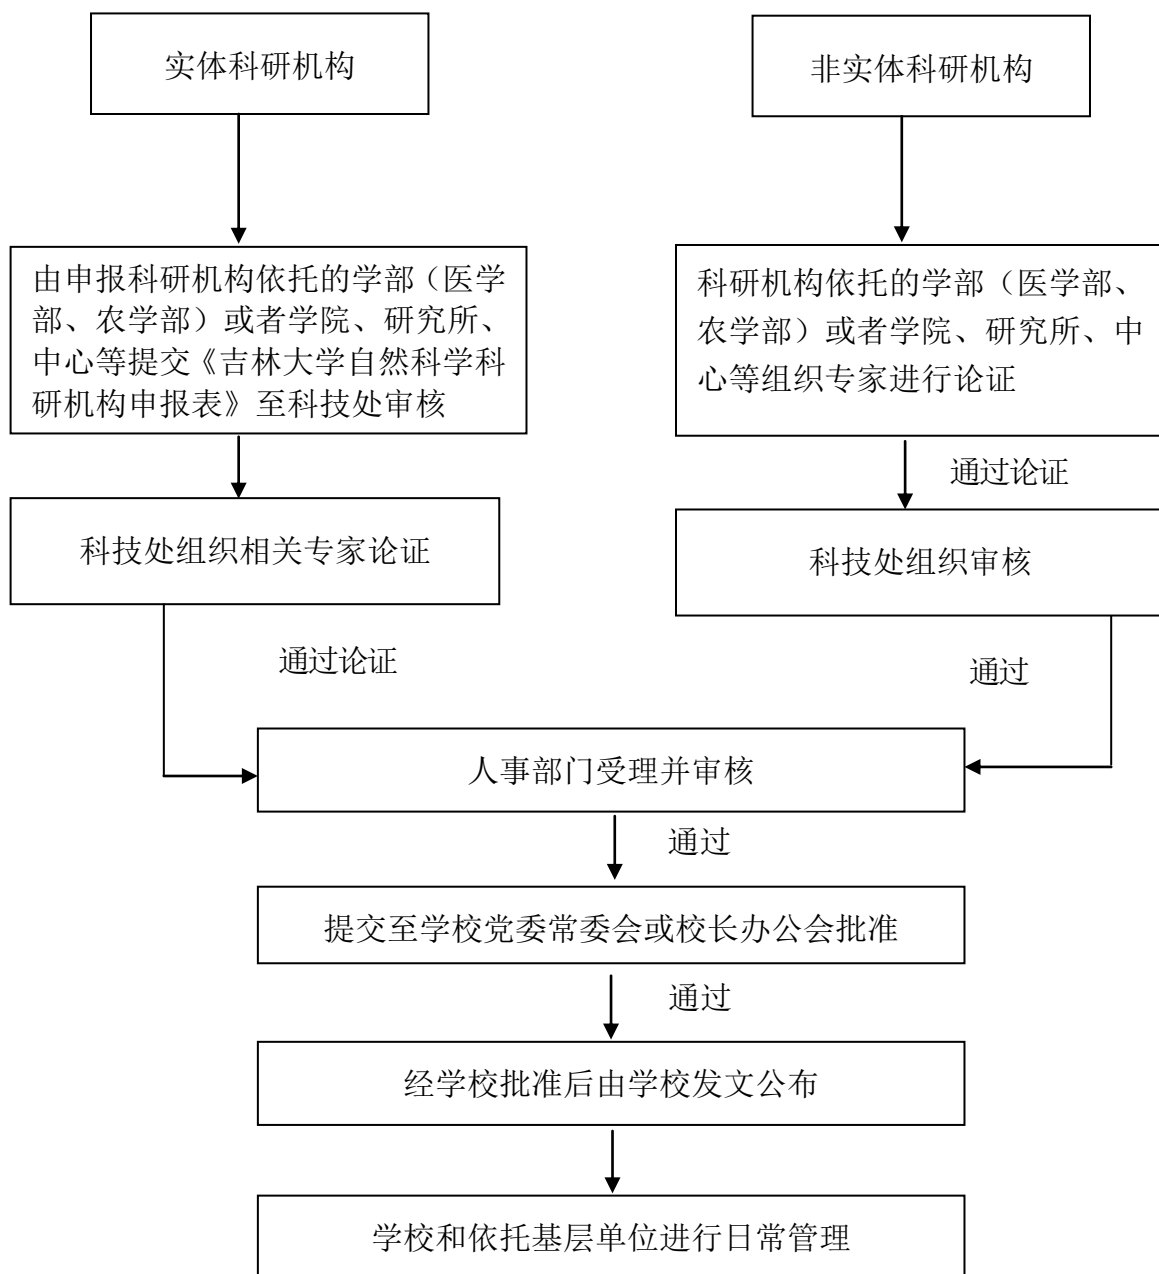 实体科研机构
非实体科研机构
由申报科研机构依托的学部（医学
部、农学部）或者学院、研究所、
中心等提交《吉林大学自然科学科
研机构申报表》至科技处审核
科研机构依托的学部（医学部、
农学部）或者学院、研究所、中
心等组织专家进行论证
通过论证
科技处组织相关专家论证
科技处组织审核
通过论证
通过
人事部门受理并审核
通过
提交至学校党委常委会或校长办公会批准
通过
经学校批准后由学校发文公布
学校和依托基层单位进行日常管理